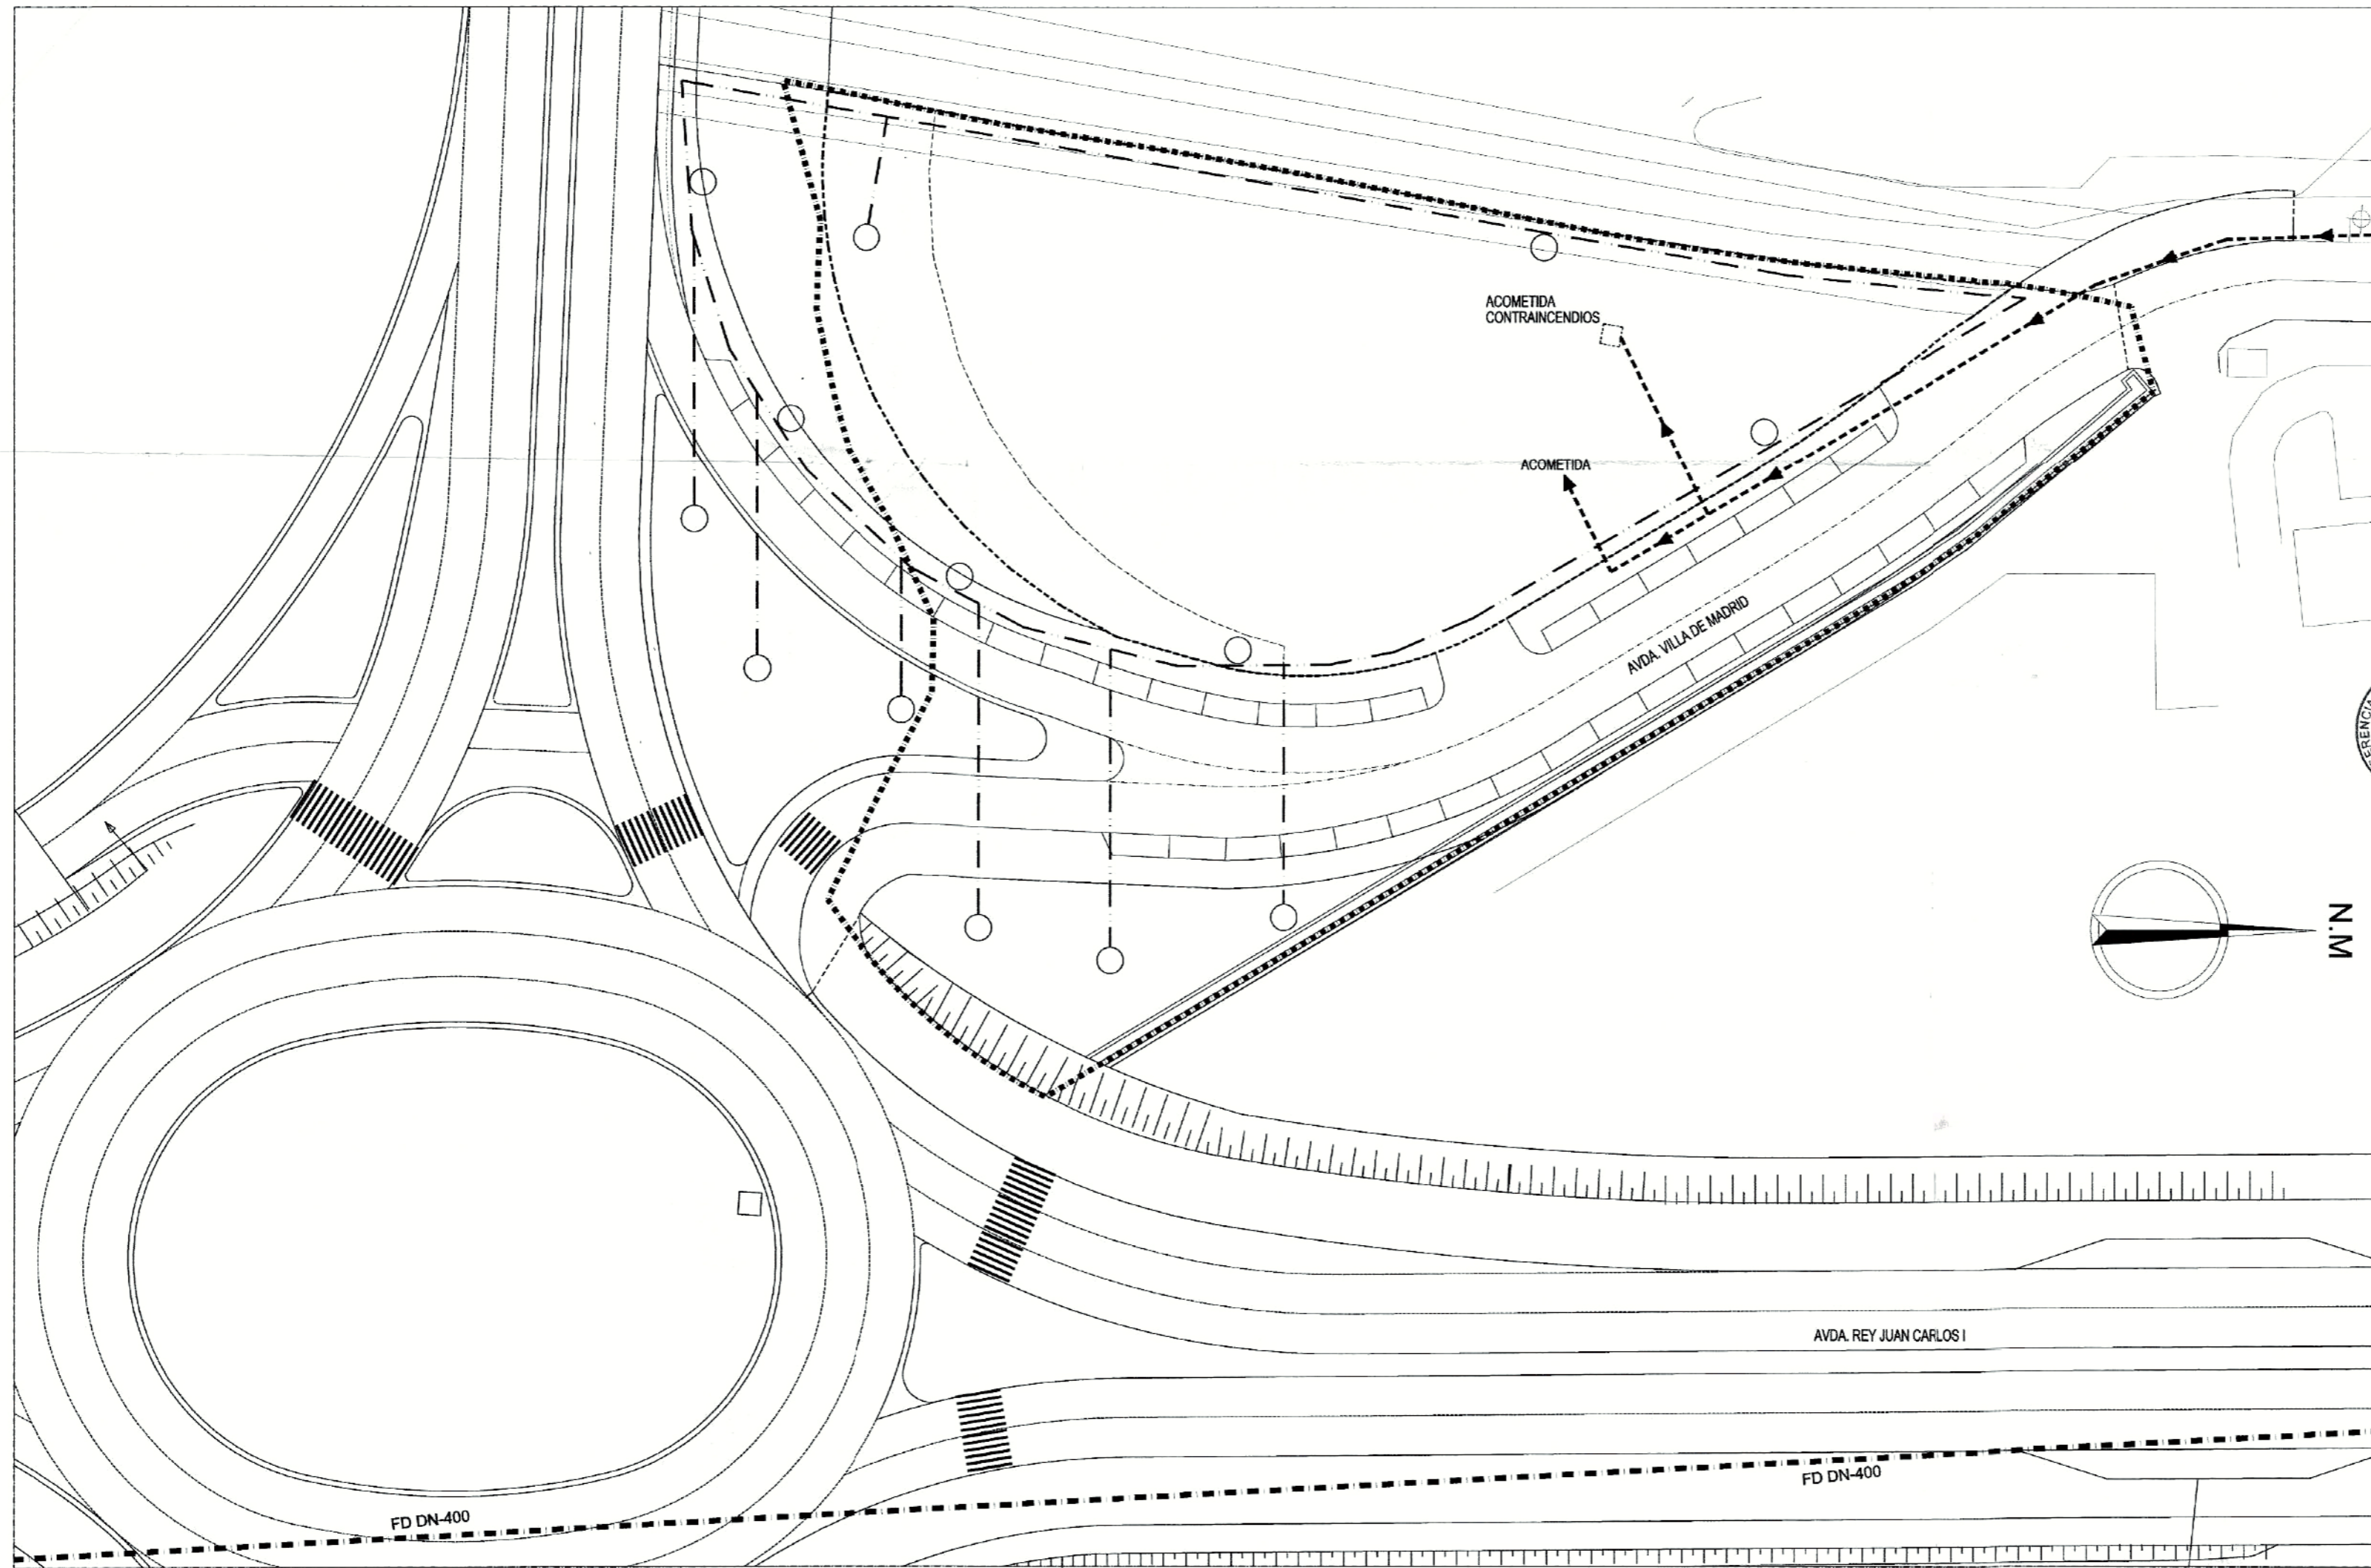 ACOMETIDA
CONTRAINCENDIOS
ACOMETIDA
AVDA. VILLA DE MADRID
N.M
AVDA. REY JUAN CARLOS I
FD DN-400
FD DN-400